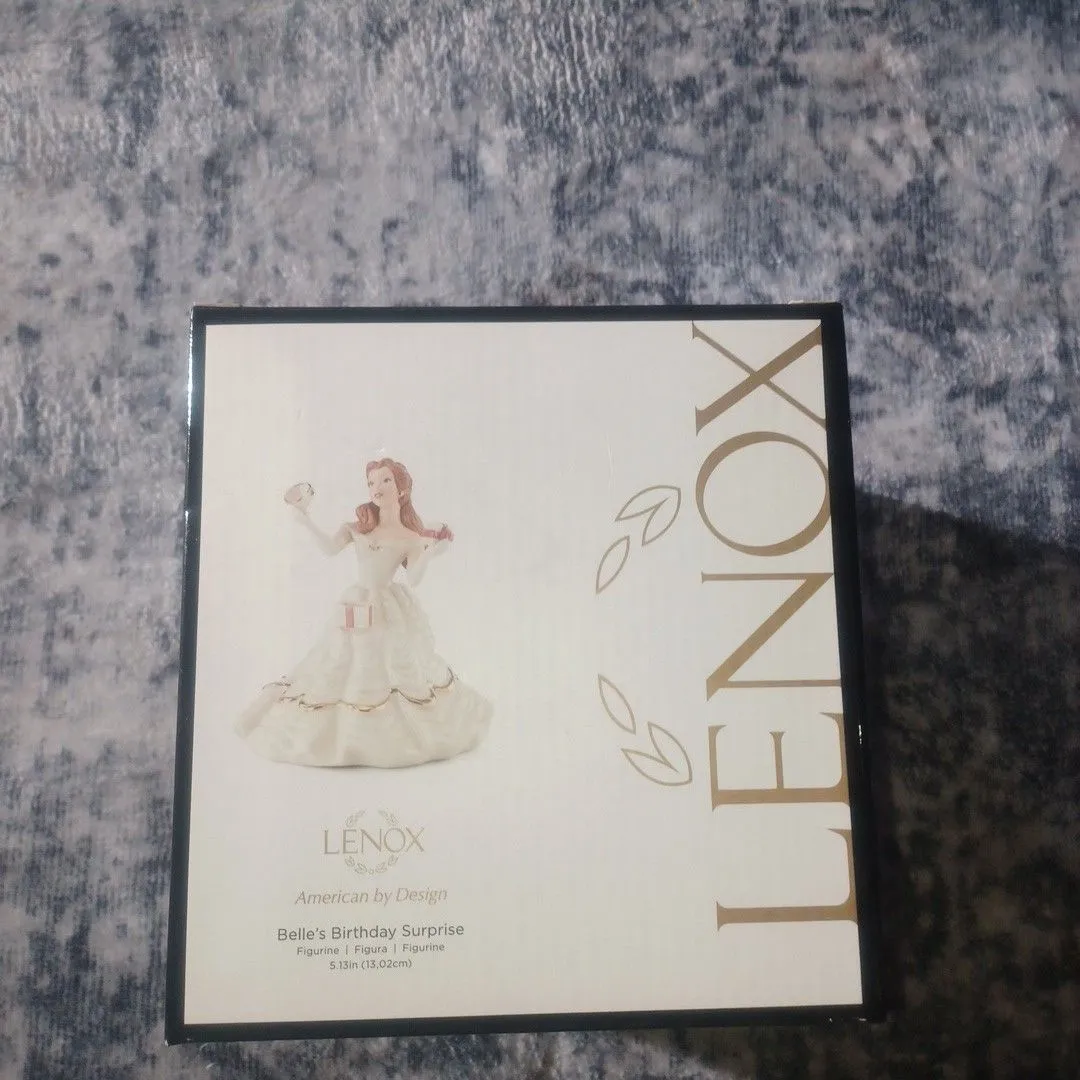 LENOX
American by Design
Belle's Birthday Surprise
Figurine | Figura | Figurine
5.13in (13,02cm)
LENOX